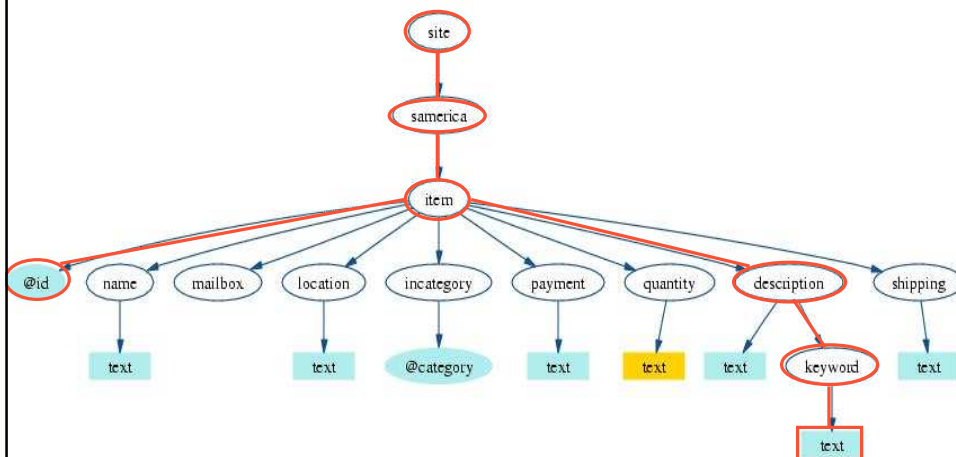 site
samerica
item
@id name mailbox location incategory payment quantity description shipping
text text @category text text text keyword text
text